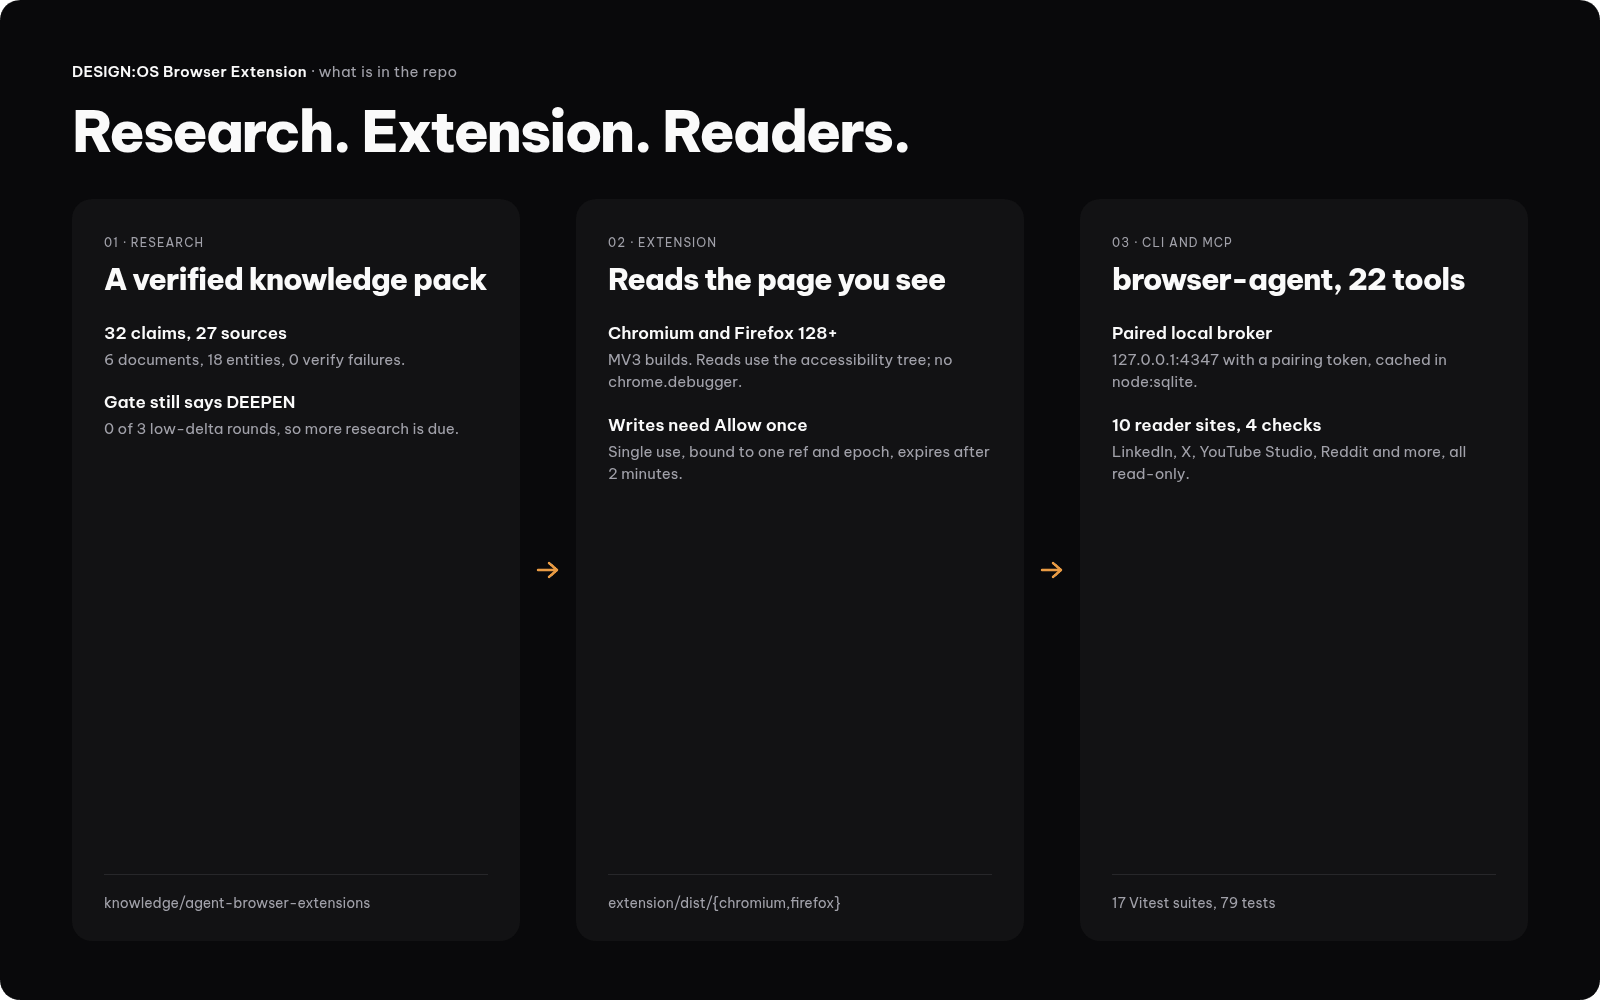 DESIGN:OS Browser Extension · what is in the repo
Research. Extension. Readers.
01 · RESEARCH
A verified knowledge pack
32 claims, 27 sources
6 documents, 18 entities, 0 verify failures.
Gate still says DEEPEN
0 of 3 low-delta rounds, so more research is due.
knowledge/agent-browser-extensions
02 · EXTENSION
Reads the page you see
Chromium and Firefox 128+
MV3 builds. Reads use the accessibility tree; no
chrome.debugger.
Writes need Allow once
Single use, bound to one ref and epoch, expires after
2 minutes.
extension/dist/{chromium,firefox}
03 · CLI AND MCP
browser-agent, 22 tools
Paired local broker
127.0.0.1:4347 with a pairing token, cached in
node:sqlite.
10 reader sites, 4 checks
LinkedIn, X, YouTube Studio, Reddit and more, all
read-only.
17 Vitest suites, 79 tests